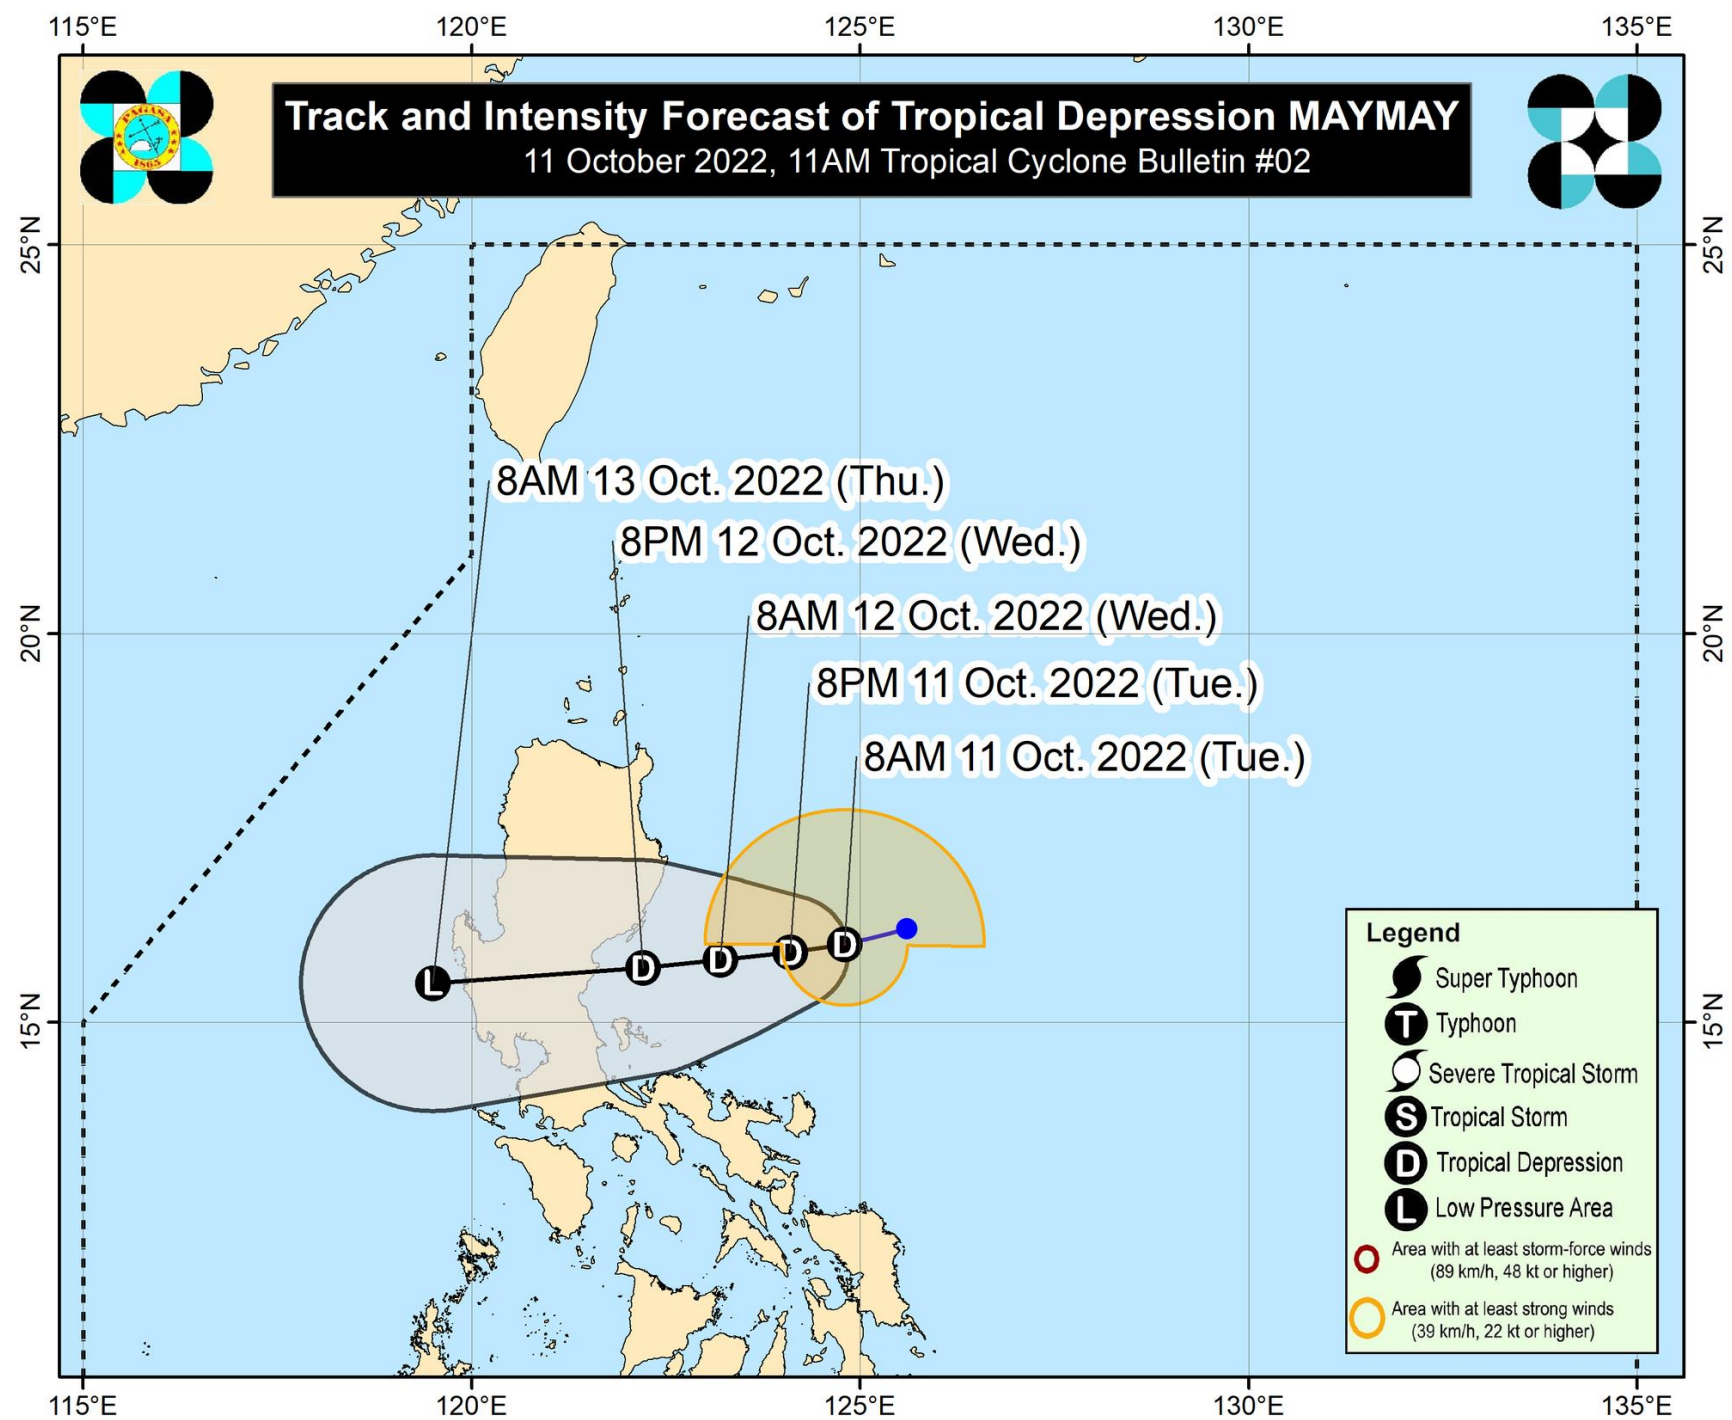 115°E 120°E 125°E 130°E 135°E
Track and Intensity Forecast of Tropical Depression MAYMAY
11 October 2022, 11AM Tropical Cyclone Bulletin #02
PAGASA
1865
25°N 25°N
8AM 13 Oct. 2022 (Thu.)
8PM 12 Oct. 2022 (Wed.)
8AM 12 Oct. 2022 (Wed.)
20°N 20°N
8PM 11 Oct. 2022 (Tue.)
8AM 11 Oct. 2022 (Tue.)
L D D D D
15°N 15°N
Legend
Super Typhoon
T Typhoon
Severe Tropical Storm
S Tropical Storm
D Tropical Depression
L Low Pressure Area
Area with at least storm-force winds
(89 km/h, 48 kt or higher)
Area with at least strong winds
(39 km/h, 22 kt or higher)
115°E 120°E 125°E 130°E 135°E